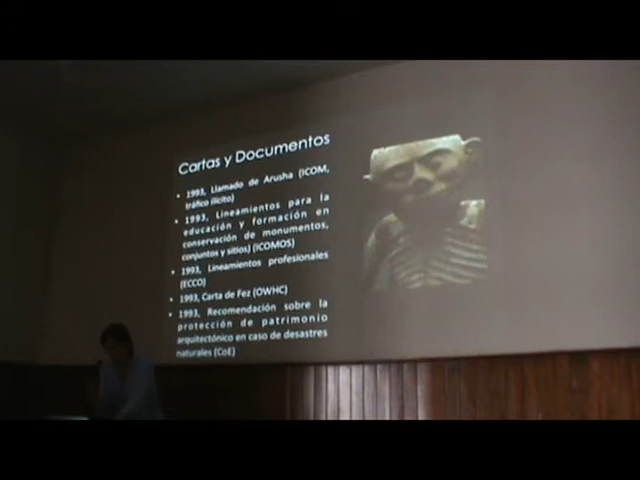 Cartas y Documentos
• 1993, Llamado de Arusha (ICOM,
tráfico ilícito)
• 1993, Lineamientos para la
educación y formación en
conservación de monumentos,
conjuntos y sitios) (ICOMOS)
• 1993, Lineamientos profesionales
(ECCO)
• 1993, Carta de Fez (OWHC)
• 1993, Recomendación sobre la
protección de patrimonio
arquitectónico en caso de desastres
naturales (CoE)